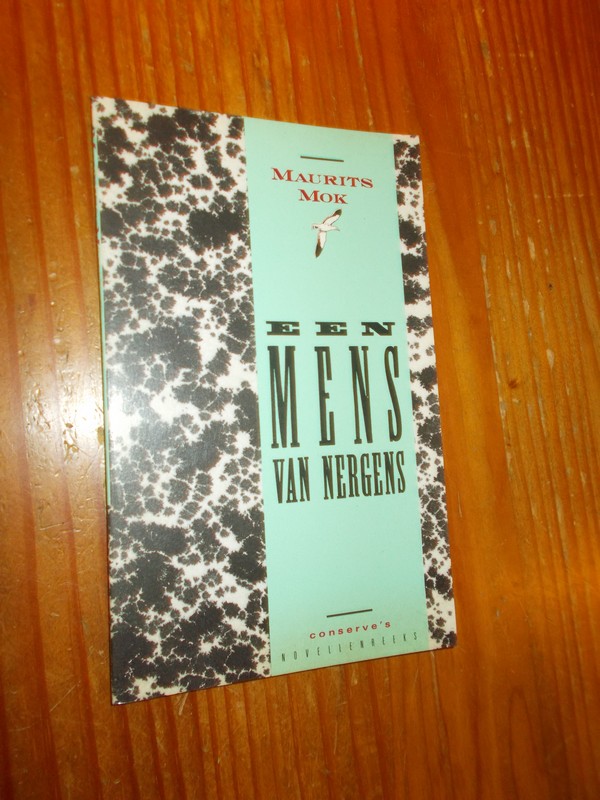 MAURITS
MOK
EEN
MENS
VAN NERGENS
conserve's
NOVELLENREEKS